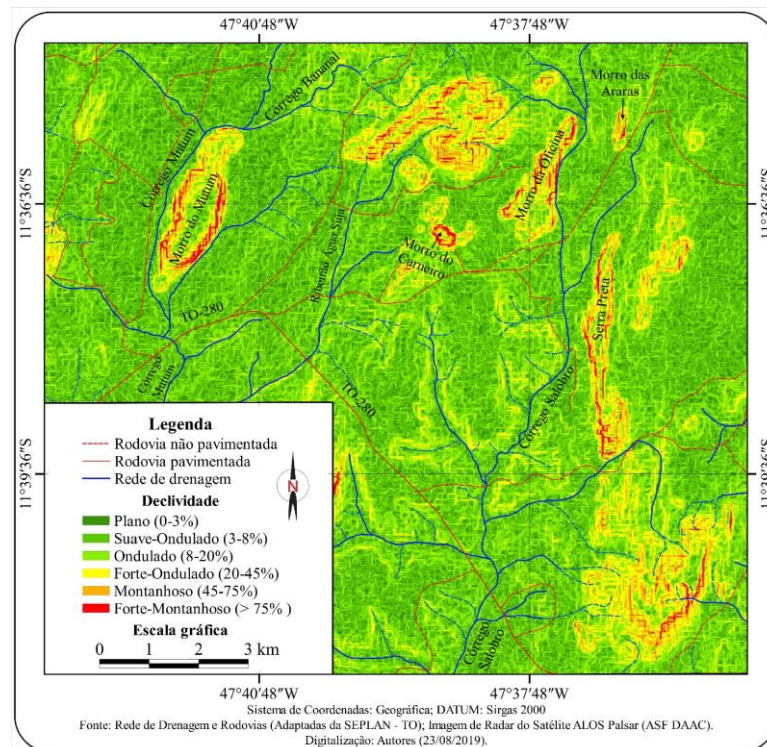 47°40'48"W
47°37'48"W
Morro das
Araras
Córrego Bananal
Córrego Mutum
Morro da Oficina
11°36'36"S
11°36'36"S
Morro do Mutum
Ribeirão Água Suja
Morro do
Carneiro
Serra Preta
TO-280
Córrego
Mutum
TO-280
Córrego Salobro
Legenda
Rodovia não pavimentada
Rodovia pavimentada
Rede de drenagem
N
11°39'36"S
11°39'36"S
Declividade
Plano (0-3%)
Suave-Ondulado (3-8%)
Ondulado (8-20%)
Forte-Ondulado (20-45%)
Montanhoso (45-75%)
Forte-Montanhoso (> 75% )
Escala gráfica
0 1 2 3 km
Córrego
Salobro
47°40'48"W
47°37'48"W
Sistema de Coordenadas: Geográfica; DATUM: Sirgas 2000
Fonte: Rede de Drenagem e Rodovias (Adaptadas da SEPLAN - TO); Imagem de Radar do Satélite ALOS Palsar (ASF DAAC).
Digitalização: Autores (23/08/2019).